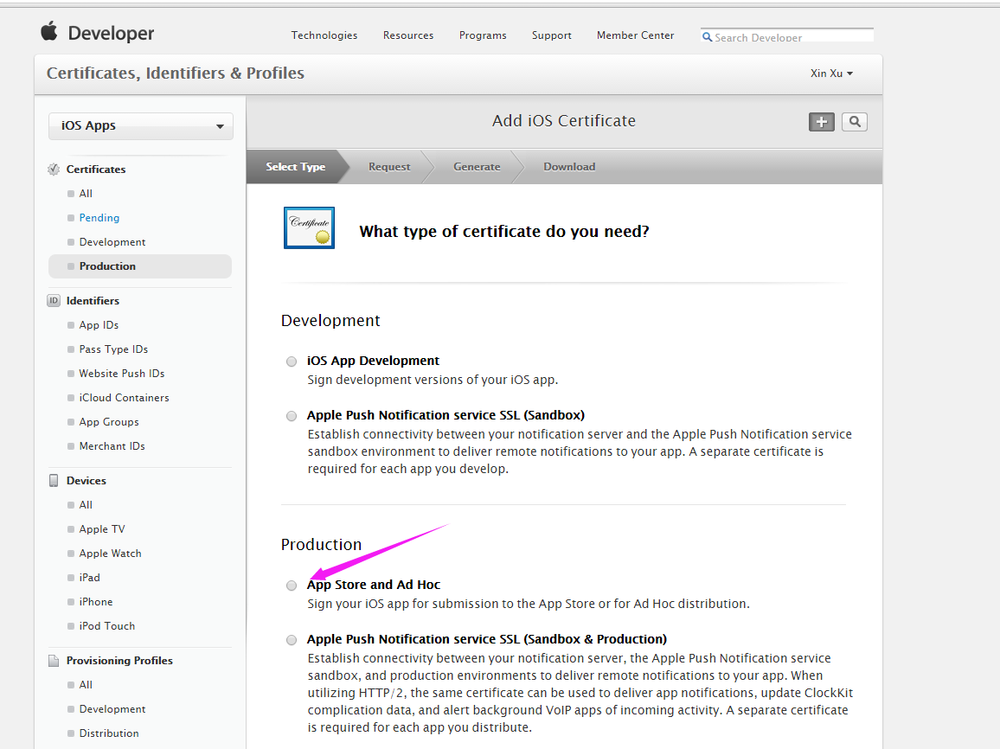 Developer
Technologies
Resources
Programs
Support
Member Center
Search Developer
Certificates, Identifiers & Profiles
Xin Xu
iOS Apps
Certificates
All
Pending
Development
Production
Identifiers
App IDs
Pass Type IDs
Website Push IDs
iCloud Containers
App Groups
Merchant IDs
Devices
All
Apple TV
Apple Watch
iPad
iPhone
iPod Touch
Provisioning Profiles
All
Development
Distribution
Add iOS Certificate
Select Type
Request
Generate
Download
Certificate
What type of certificate do you need?
Development
iOS App Development
Sign development versions of your iOS app.
Apple Push Notification service SSL (Sandbox)
Establish connectivity between your notification server and the Apple Push Notification service
sandbox environment to deliver remote notifications to your app. A separate certificate is
required for each app you develop.
Production
App Store and Ad Hoc
Sign your iOS app for submission to the App Store or for Ad Hoc distribution.
Apple Push Notification service SSL (Sandbox & Production)
Establish connectivity between your notification server, the Apple Push Notification service
sandbox, and production environments to deliver remote notifications to your app. When
utilizing HTTP/2, the same certificate can be used to deliver app notifications, update ClockKit
complication data, and alert background VoIP apps of incoming activity. A separate certificate
is required for each app you distribute.